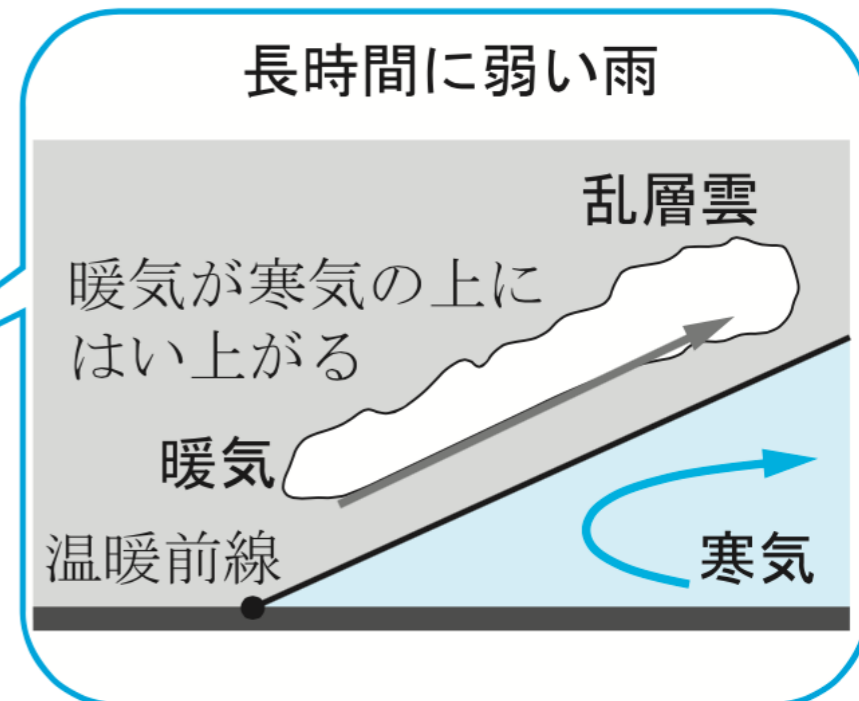 長時間に弱い雨
乱層雲
暖気が寒気の上に
はい上がる
暖気
温暖前線
寒気